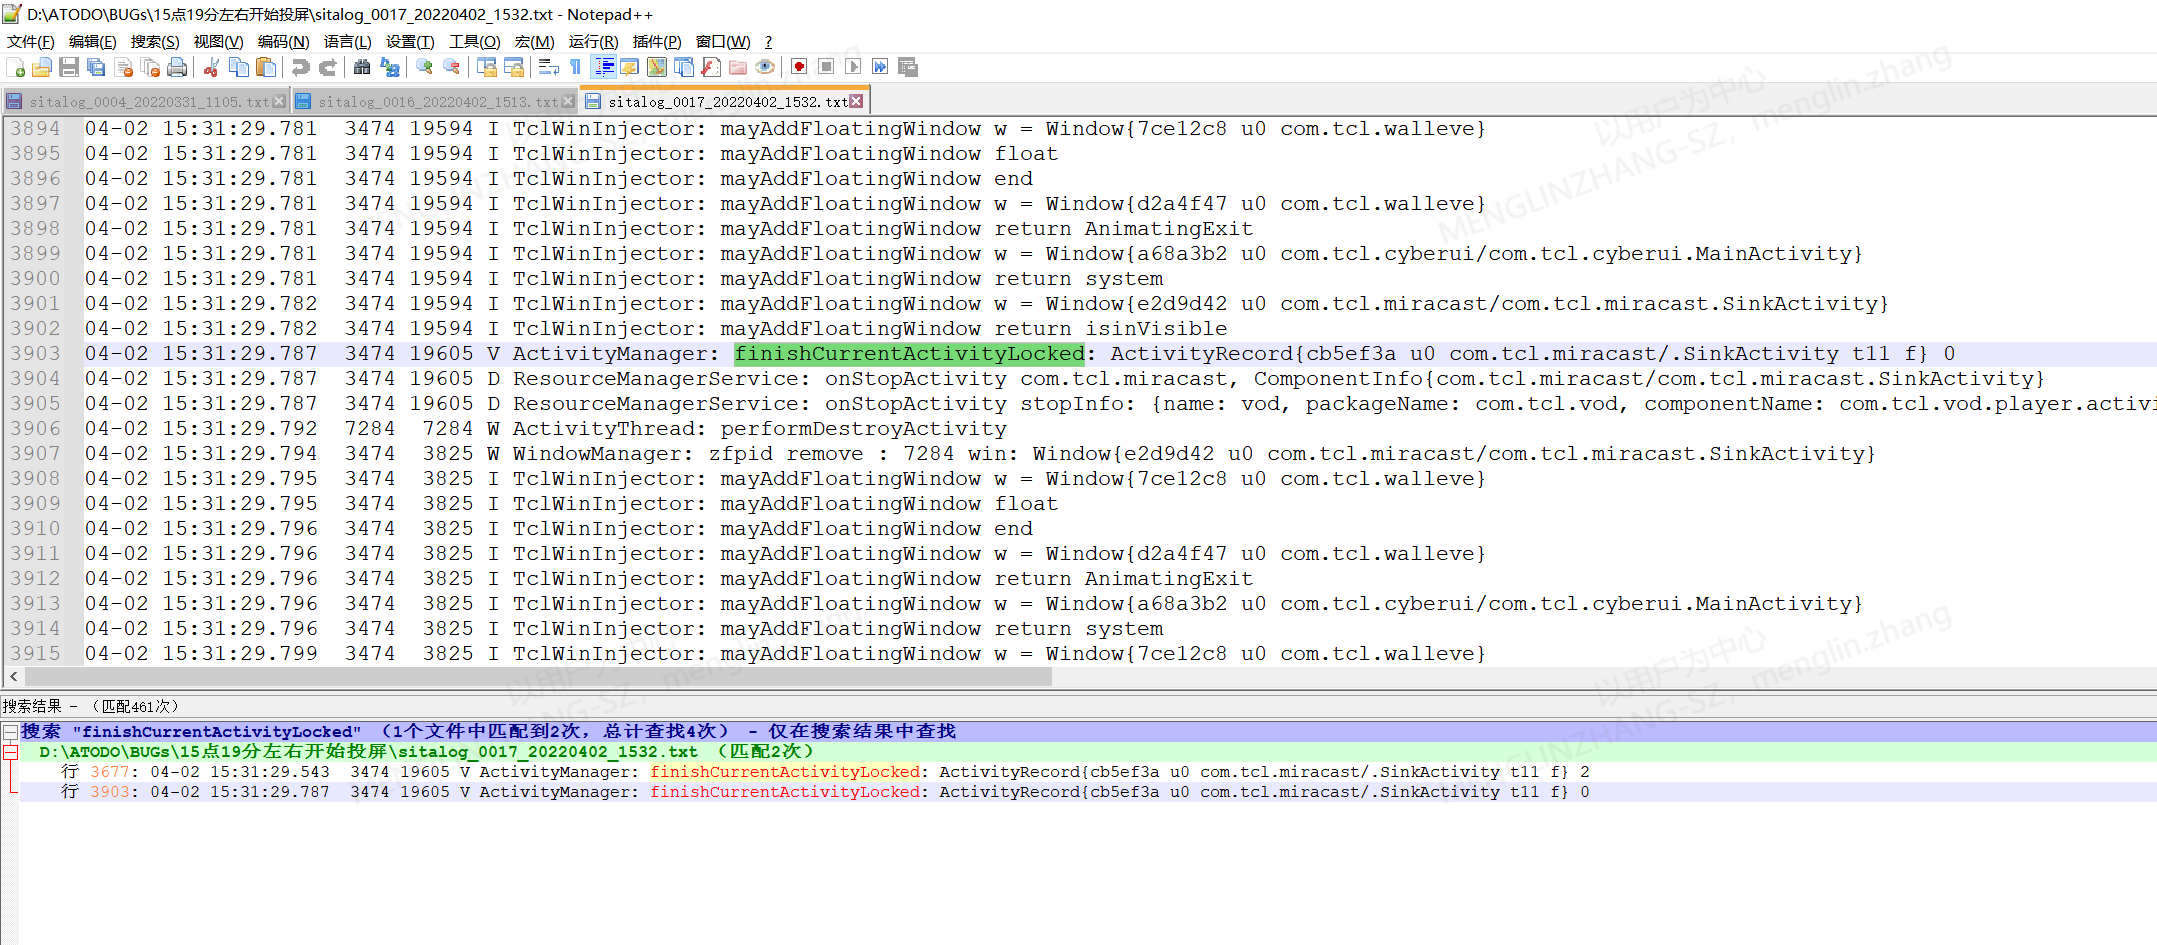 D:\ATODO\BUGs\15点19分左右开始投屏\sitalog_0017_20220402_1532.txt - Notepad++
文件(F) 编辑(E) 搜索(S) 视图(V) 编码(N) 语言(L) 设置(T) 工具(O) 宏(M) 运行(R) 插件(P) 窗口(W) ?
sitalog_0004_20220331_1105.txt sitalog_0016_20220402_1513.txt sitalog_0017_20220402_1532.txt
3894 04-02 15:31:29.781 3474 19594 I TclWinInjector: mayAddFloatingWindow w = Window{7ce12c8 u0 com.tcl.walleve}
3895 04-02 15:31:29.781 3474 19594 I TclWinInjector: mayAddFloatingWindow float
3896 04-02 15:31:29.781 3474 19594 I TclWinInjector: mayAddFloatingWindow end
3897 04-02 15:31:29.781 3474 19594 I TclWinInjector: mayAddFloatingWindow w = Window{d2a4f47 u0 com.tcl.walleve}
3898 04-02 15:31:29.781 3474 19594 I TclWinInjector: mayAddFloatingWindow return AnimatingExit
3899 04-02 15:31:29.781 3474 19594 I TclWinInjector: mayAddFloatingWindow w = Window{a68a3b2 u0 com.tcl.cyberui/com.tcl.cyberui.MainActivity}
3900 04-02 15:31:29.781 3474 19594 I TclWinInjector: mayAddFloatingWindow return system
3901 04-02 15:31:29.782 3474 19594 I TclWinInjector: mayAddFloatingWindow w = Window{e2d9d42 u0 com.tcl.miracast/com.tcl.miracast.SinkActivity}
3902 04-02 15:31:29.782 3474 19594 I TclWinInjector: mayAddFloatingWindow return isinVisible
3903 04-02 15:31:29.787 3474 19605 V ActivityManager: finishCurrentActivityLocked: ActivityRecord{cb5ef3a u0 com.tcl.miracast/.SinkActivity t11 f} 0
3904 04-02 15:31:29.787 3474 19605 D ResourceManagerService: onStopActivity com.tcl.miracast, ComponentInfo{com.tcl.miracast/com.tcl.miracast.SinkActivity}
3905 04-02 15:31:29.787 3474 19605 D ResourceManagerService: onStopActivity stopInfo: {name: vod, packageName: com.tcl.vod, componentName: com.tcl.vod.player.activi
3906 04-02 15:31:29.792 7284 7284 W ActivityThread: performDestroyActivity
3907 04-02 15:31:29.794 3474 3825 W WindowManager: zfpid remove : 7284 win: Window{e2d9d42 u0 com.tcl.miracast/com.tcl.miracast.SinkActivity}
3908 04-02 15:31:29.795 3474 3825 I TclWinInjector: mayAddFloatingWindow w = Window{7ce12c8 u0 com.tcl.walleve}
3909 04-02 15:31:29.795 3474 3825 I TclWinInjector: mayAddFloatingWindow float
3910 04-02 15:31:29.796 3474 3825 I TclWinInjector: mayAddFloatingWindow end
3911 04-02 15:31:29.796 3474 3825 I TclWinInjector: mayAddFloatingWindow w = Window{d2a4f47 u0 com.tcl.walleve}
3912 04-02 15:31:29.796 3474 3825 I TclWinInjector: mayAddFloatingWindow return AnimatingExit
3913 04-02 15:31:29.796 3474 3825 I TclWinInjector: mayAddFloatingWindow w = Window{a68a3b2 u0 com.tcl.cyberui/com.tcl.cyberui.MainActivity}
3914 04-02 15:31:29.796 3474 3825 I TclWinInjector: mayAddFloatingWindow return system
3915 04-02 15:31:29.799 3474 3825 I TclWinInjector: mayAddFloatingWindow w = Window{7ce12c8 u0 com.tcl.walleve}
搜索结果 - （匹配461次）
搜索 "finishCurrentActivityLocked" （1个文件中匹配到2次，总计查找4次） - 仅在搜索结果中查找
D:\ATODO\BUGs\15点19分左右开始投屏\sitalog_0017_20220402_1532.txt （匹配2次）
行 3677: 04-02 15:31:29.543 3474 19605 V ActivityManager: finishCurrentActivityLocked: ActivityRecord{cb5ef3a u0 com.tcl.miracast/.SinkActivity t11 f} 2
行 3903: 04-02 15:31:29.787 3474 19605 V ActivityManager: finishCurrentActivityLocked: ActivityRecord{cb5ef3a u0 com.tcl.miracast/.SinkActivity t11 f} 0
以用户为中心
MENGLINZHANG-SZ, menglin.zhang
以用户为中心
MENGLINZHANG-SZ, menglin.zhang